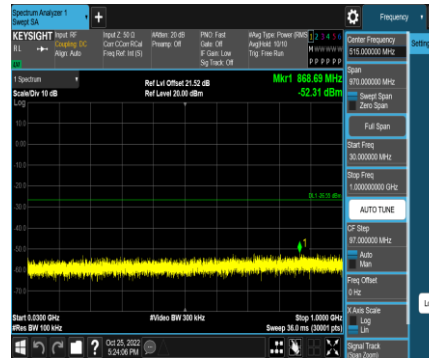 Spectrum Analyzer 1
Swept SA
Frequency
KEYSIGHT
Input: RF
Input Z: 50 Ω
#Atten: 20 dB
PNO: Fast
#Avg Type: Power (RMS
1 2 3 4 5 6
RL
Coupling: DC
Corr CCorr RCal
Preamp: Off
Gate: Off
Avg|Hold: 10/10
M W W W W W
Align: Auto
Freq Ref: Int (S)
IF Gain: Low
Trig: Free Run
Sig Track: Off
P P P P P P
Center Frequency
515.000000 MHz
Setting
1 Spectrum
Ref Lvl Offset 21.52 dB
Mkr1 868.69 MHz
Scale/Div 10 dB
Ref Level 20.00 dBm
-52.31 dBm
Log
10.0
0.00
-10.0
-20.0
-30.0
-40.0
-50.0
-60.0
-70.0
1
Start 0.0300 GHz
#Video BW 300 kHz
Stop 1.0000 GHz
#Res BW 100 kHz
Sweep 36.0 ms (30001 pts)
Span
970.000000 MHz
Swept Span
Zero Span
Full Span
Start Freq
30.000000 MHz
Stop Freq
1.000000000 GHz
AUTO TUNE
CF Step
97.000000 MHz
Auto
Man
Freq Offset
0 Hz
X Axis Scale
Log
Lin
Signal Track
(Span Zoom)
?
Oct 25, 2022
5:24:06 PM